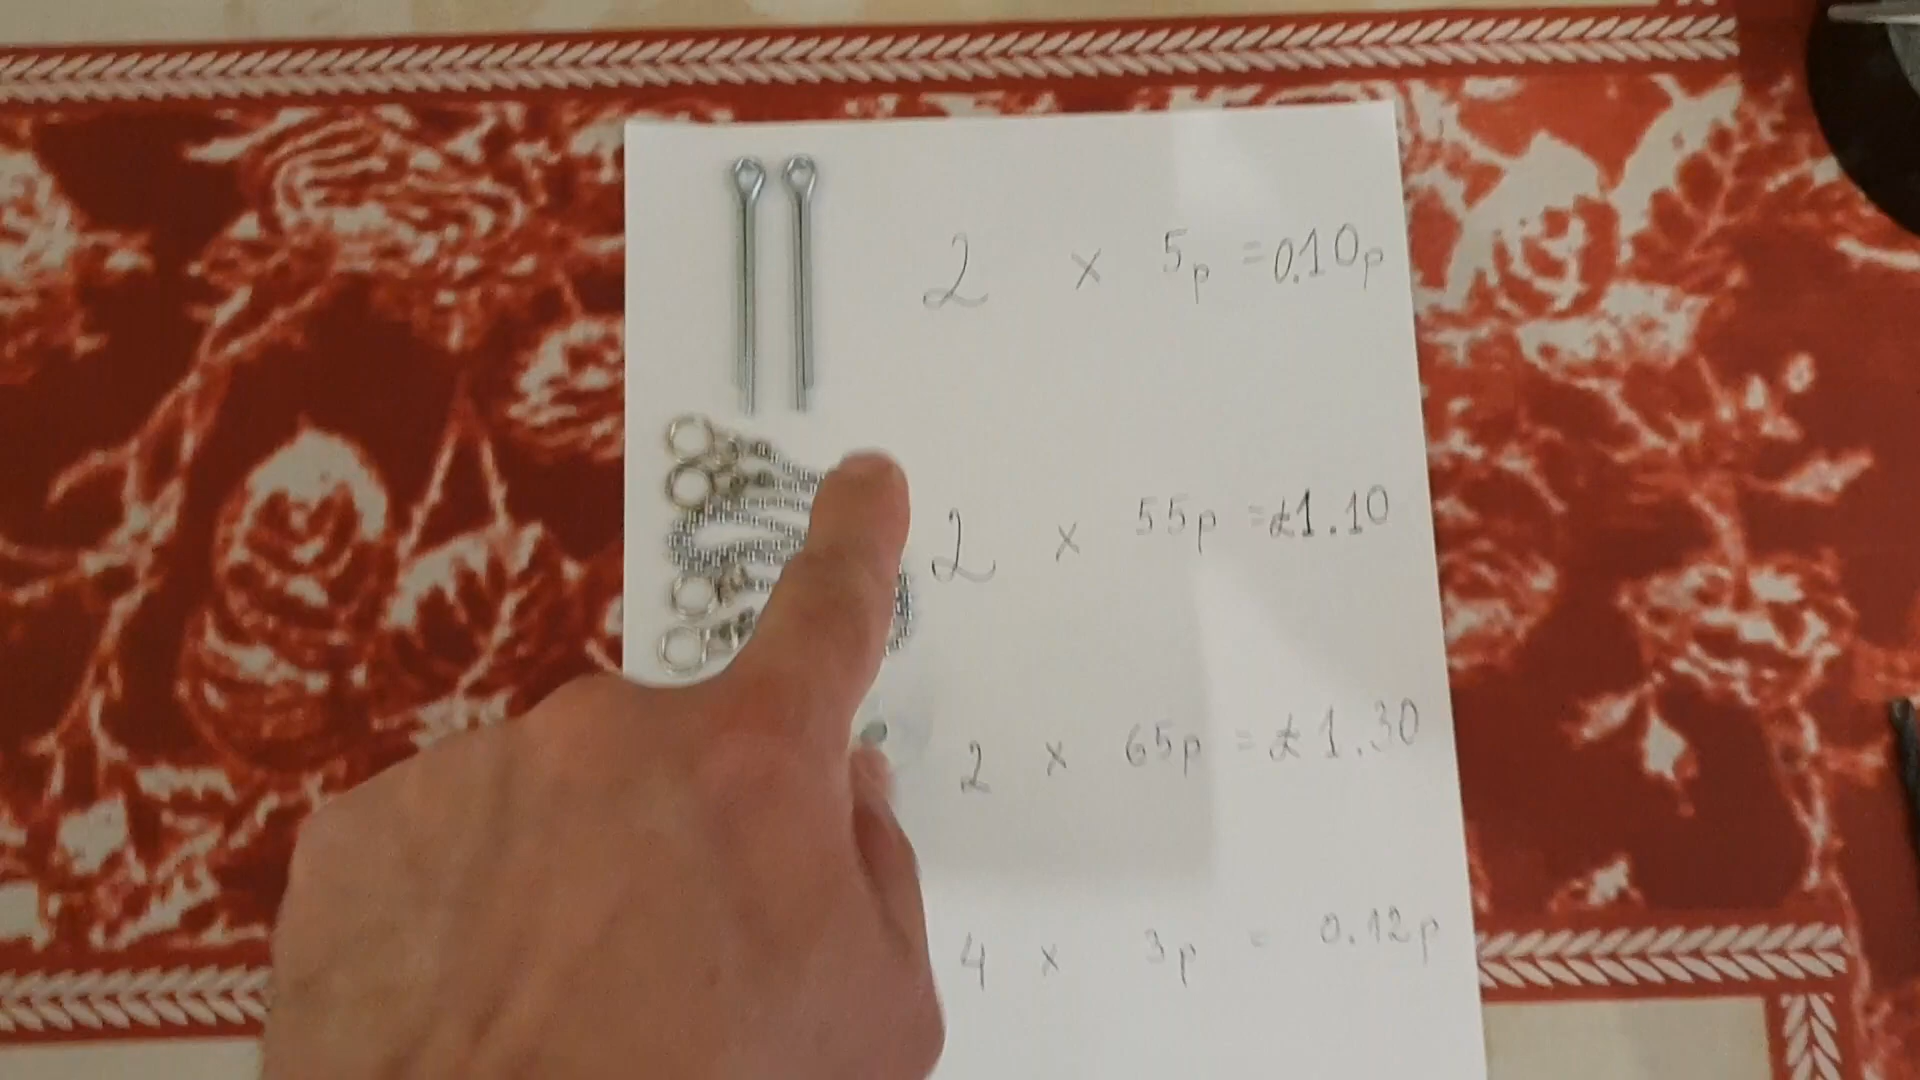 2 x 5p = 0.10p
2 x 55p = £1.10
2 x 65p = £1.30
4 x 3p = 0.12p